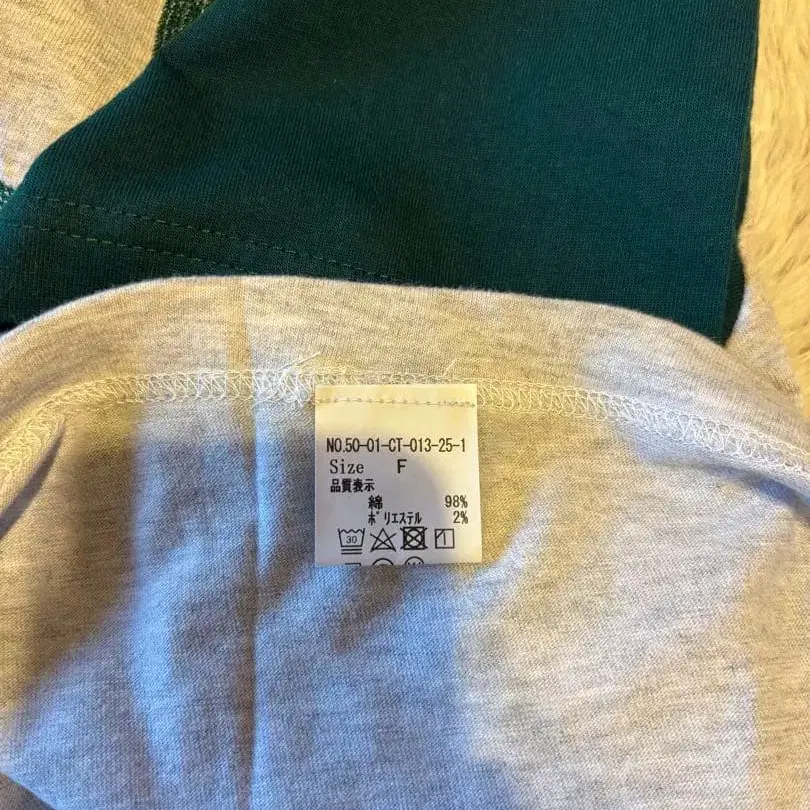 NO.50-01-CT-013-25-1
Size F
品質表示
綿 98%
ポリエステル 2%
30